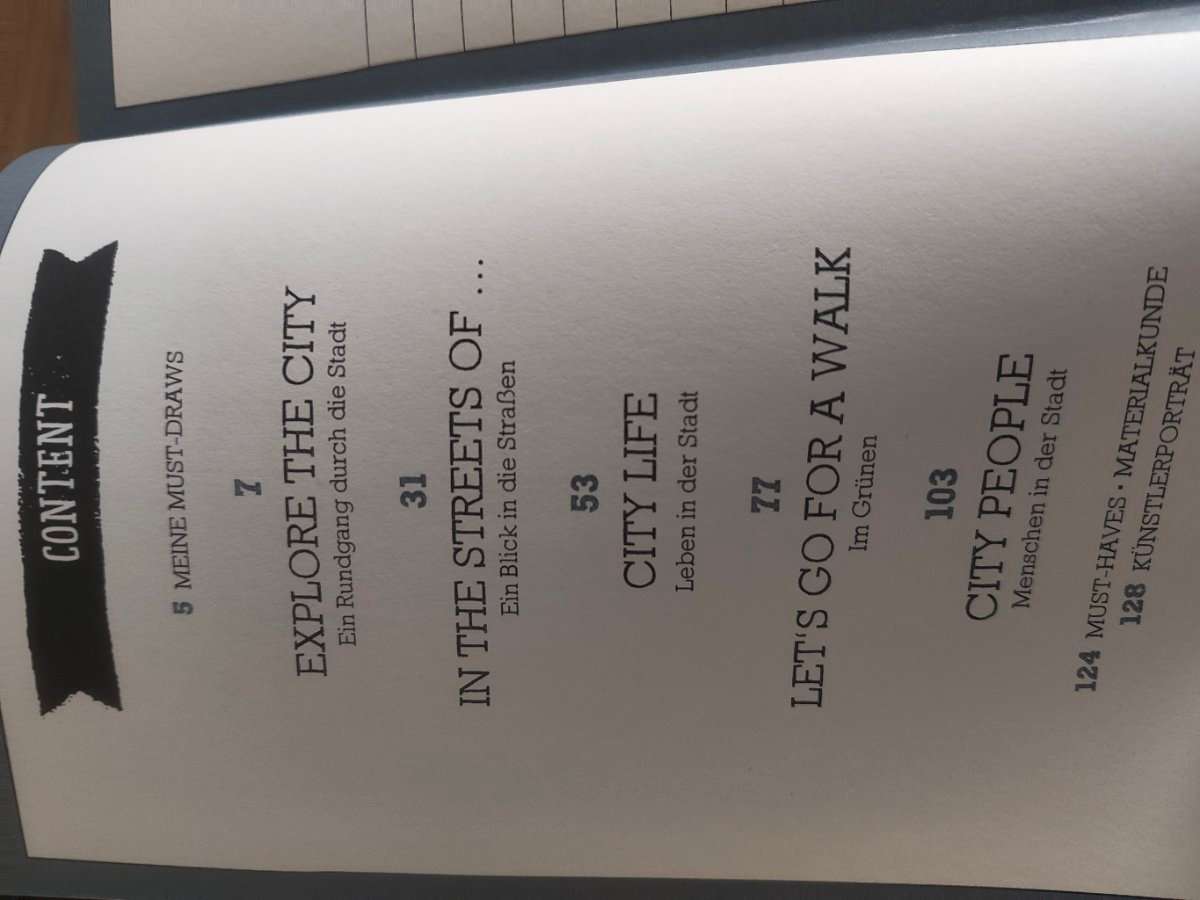 CONTENT
5 MEINE MUST-DRAWS
7
EXPLORE THE CITY
Ein Rundgang durch die Stadt
31
IN THE STREETS OF ...
Ein Blick in die Straßen
53
CITY LIFE
Leben in der Stadt
77
LET'S GO FOR A WALK
Im Grünen
103
CITY PEOPLE
Menschen in der Stadt
124 MUST-HAVES · MATERIALKUNDE
128 KÜNSTLERPORTRÄT